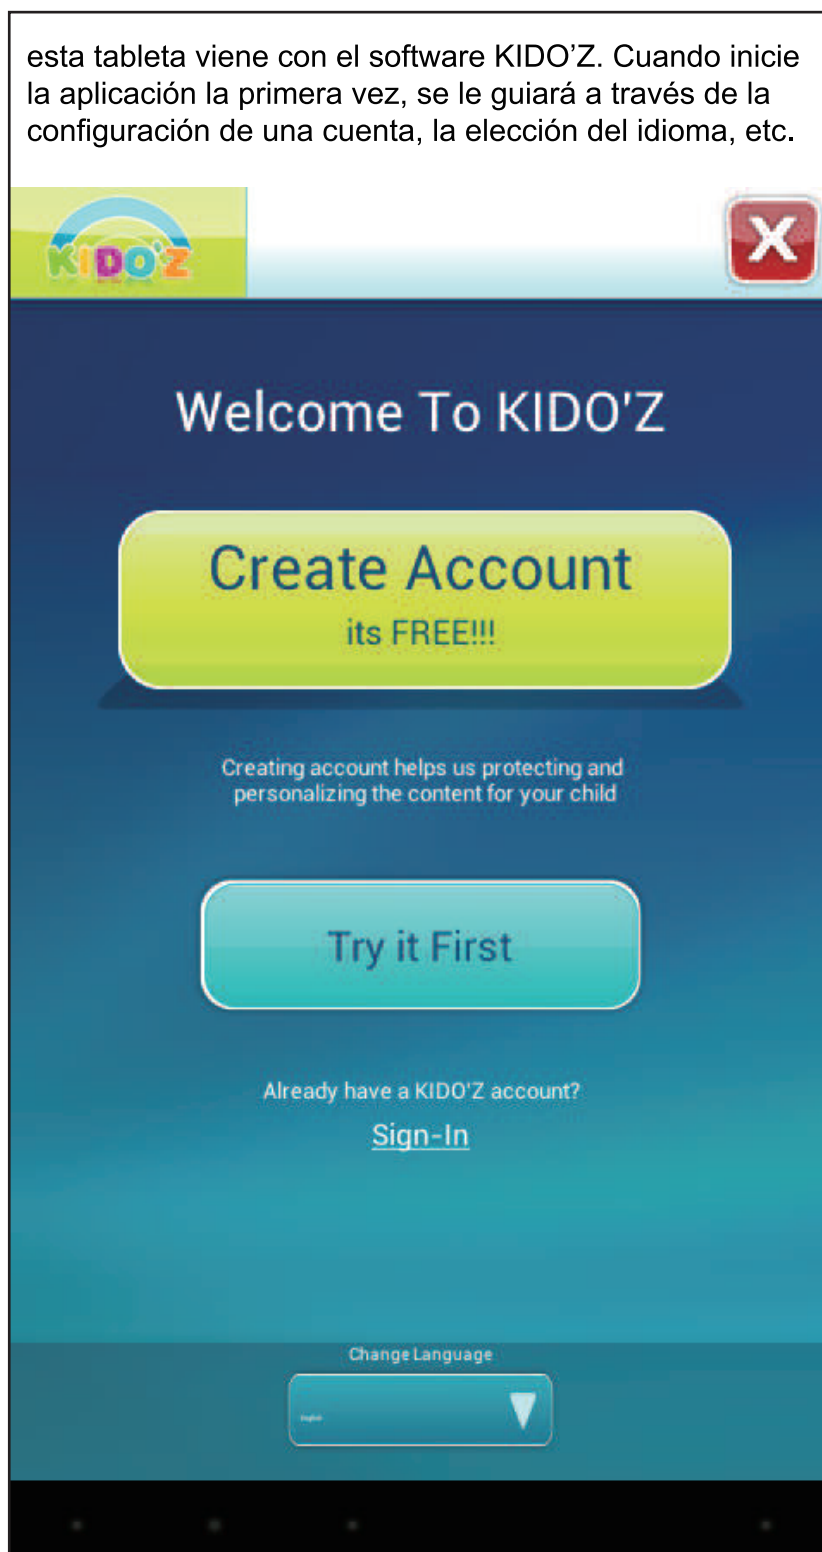 esta tableta viene con el software KIDO’Z. Cuando inicie
la aplicación la primera vez, se le guiará a través de la
configuración de una cuenta, la elección del idioma, etc.
KIDO'Z
Welcome To KIDO'Z
Create Account
its FREE!!!
Creating account helps us protecting and
personalizing the content for your child
Try it First
Already have a KIDO'Z account?
Sign-In
Change Language
English